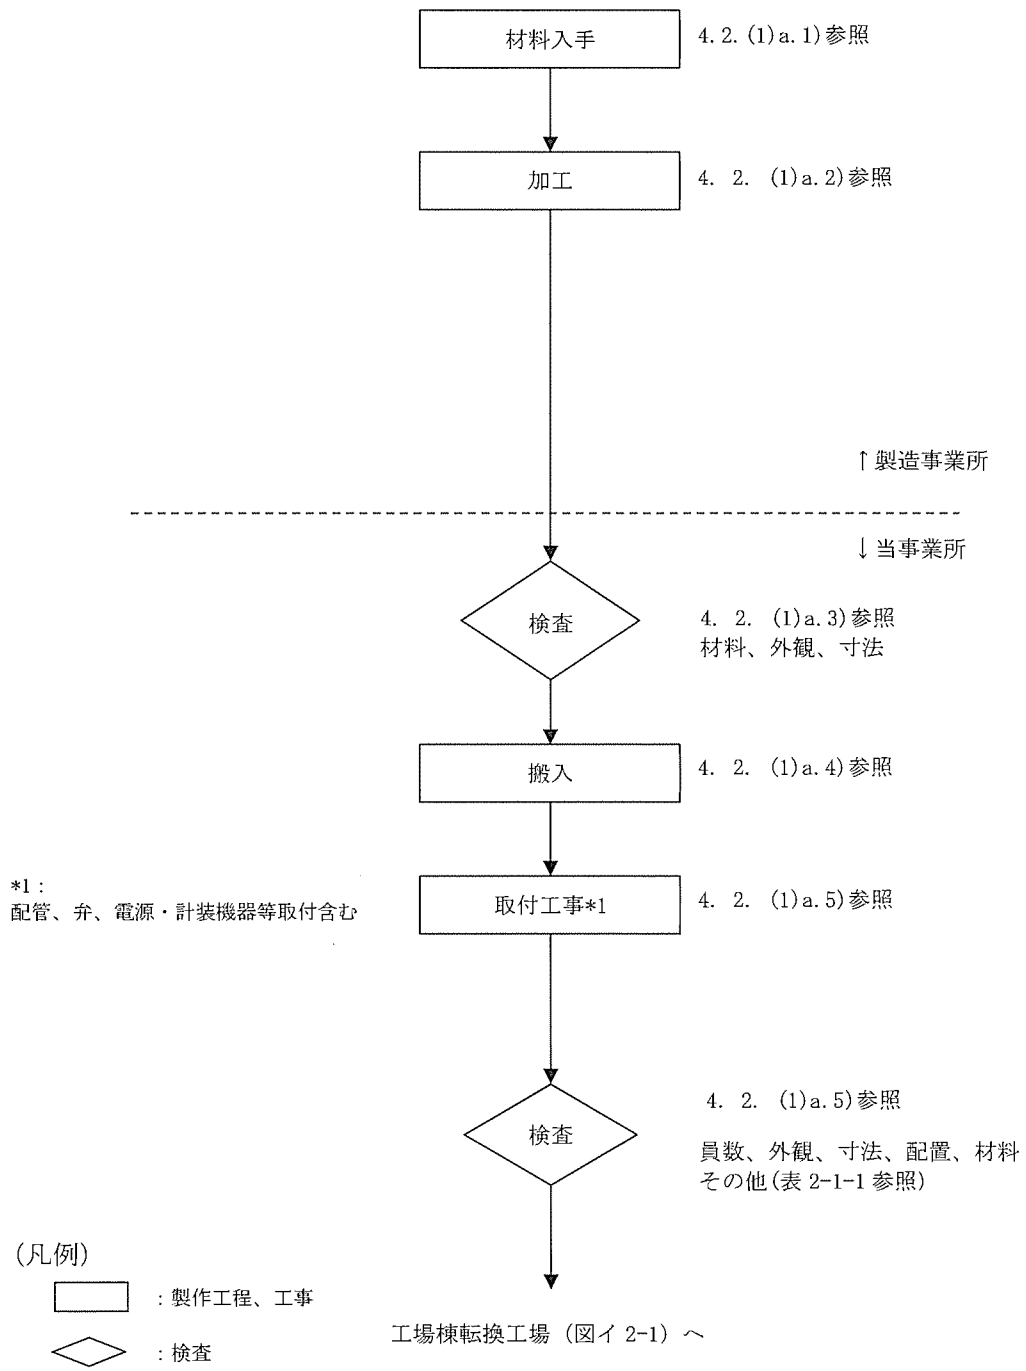 材料入手
4.2.(1)a.1)参照
加工
4. 2. (1)a.2)参照
↑製造事業所
↓当事業所
検査
4. 2. (1)a.3)参照
材料、外観、寸法
搬入
4. 2. (1)a.4)参照
*1：
配管、弁、電源・計装機器等取付含む
取付工事*1
4. 2. (1)a.5)参照
検査
4. 2. (1)a.5)参照
員数、外観、寸法、配置、材料
その他(表 2-1-1 参照)
(凡例)
：製作工程、工事
工場棟転換工場（図イ 2-1）へ
：検査